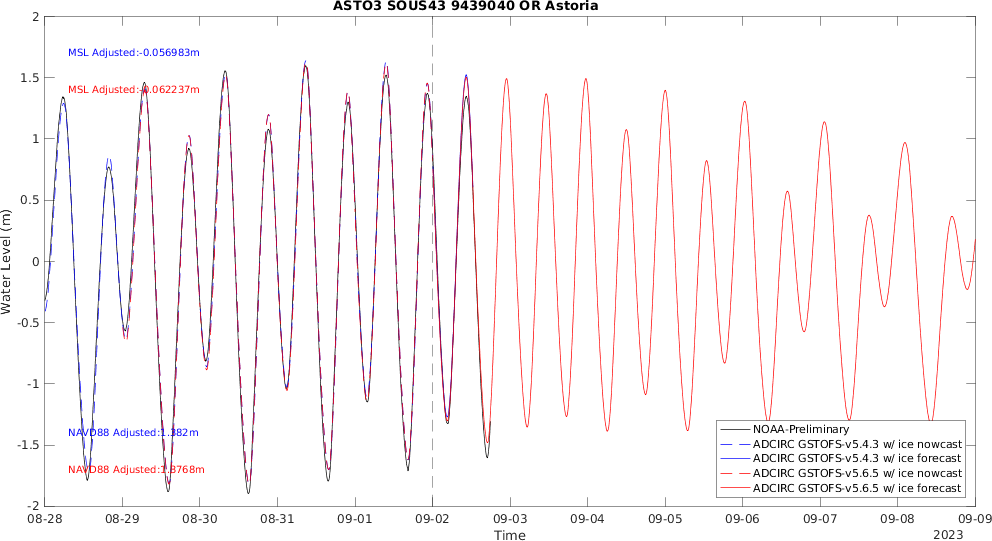 ASTO3 SOUS43 9439040 OR Astoria
2
MSL Adjusted:-0.056983m
1.5
MSL Adjusted:-0.062237m
1
0.5
0
Water Level (m)
-0.5
-1
NAVD88 Adjusted:1.382m
-1.5
NAVD88 Adjusted:1.3768m
-2
NOAA-Preliminary
ADCIRC GSTOFS-v5.4.3 w/ ice nowcast
ADCIRC GSTOFS-v5.4.3 w/ ice forecast
ADCIRC GSTOFS-v5.6.5 w/ ice nowcast
ADCIRC GSTOFS-v5.6.5 w/ ice forecast
08-28 08-29 08-30 08-31 09-01 09-02 09-03 09-04 09-05 09-06 09-07 09-08 09-09
Time
2023